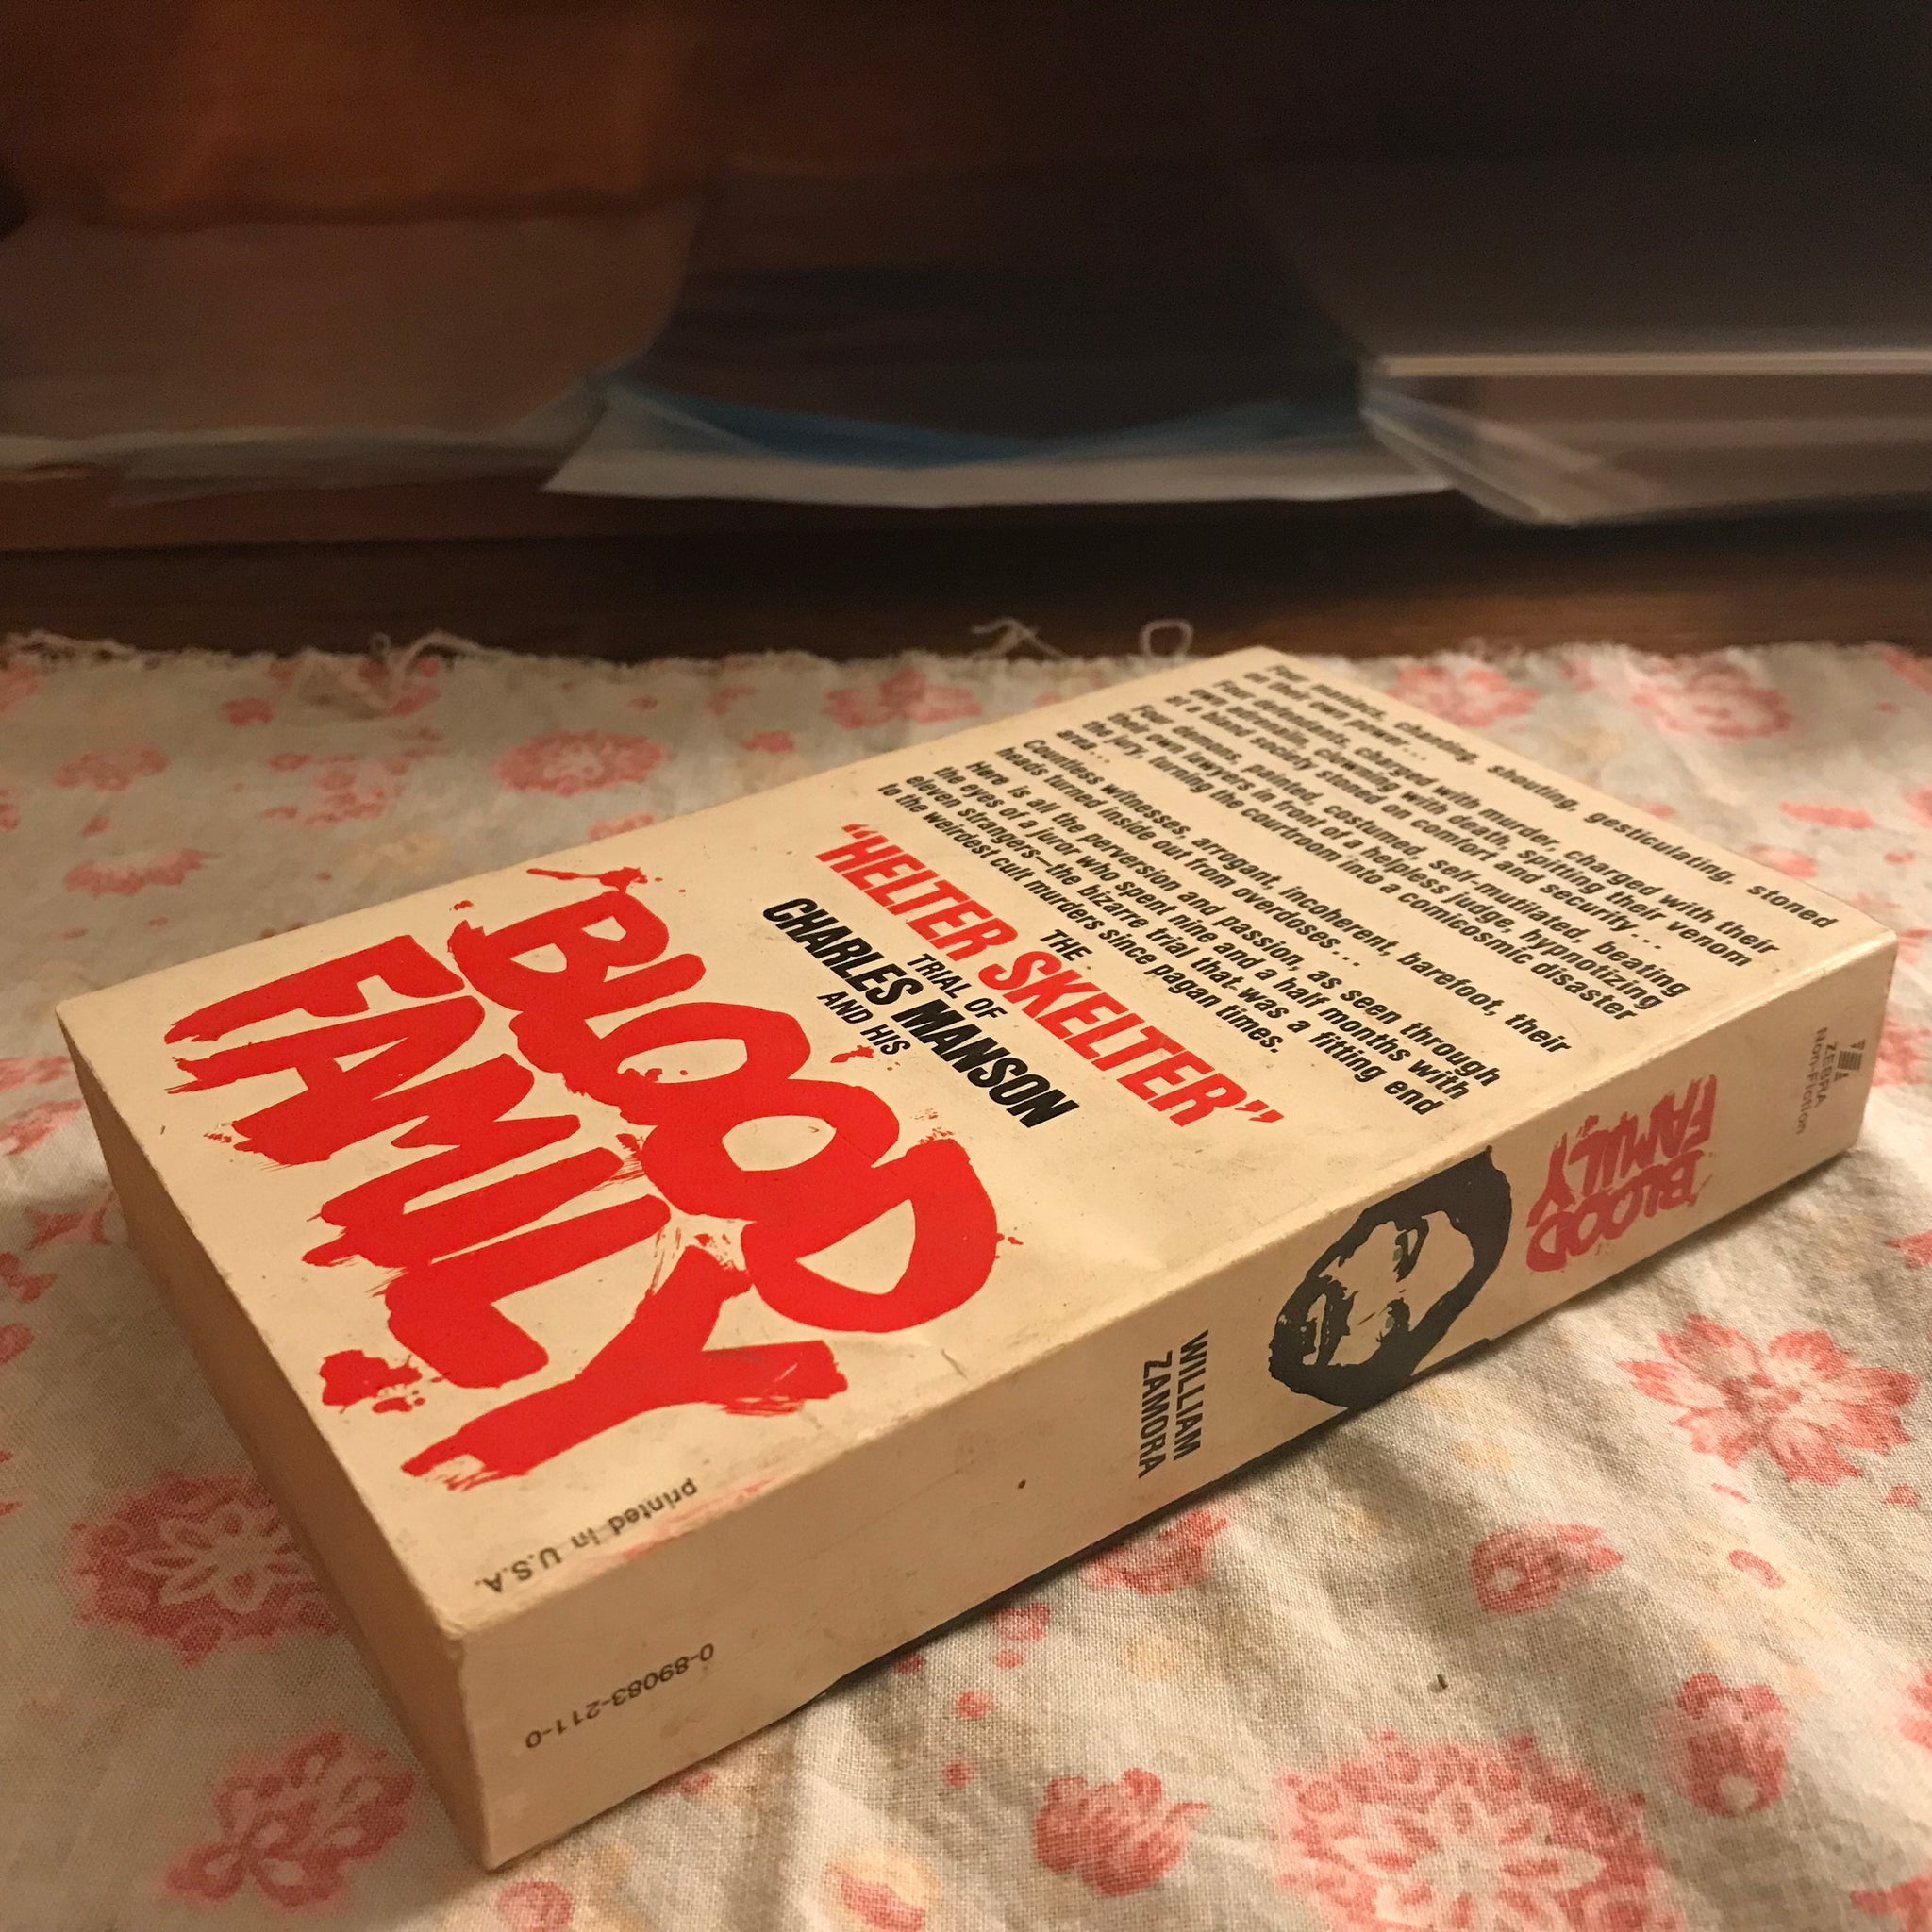 Four maniacs, chanting, shouting, gesticulating, stoned
on their own power...
Four defendants, charged with murder, charged with their
own adrenalin, clowning with death, spitting their venom
at a bland society stoned on comfort and security...
Four demons, painted, costumed, self-mutilated, beating
their own lawyers in front of a helpless judge, hypnotizing
the jury, turning the courtroom into a comicosmic disaster
area...
Countless witnesses, arrogant, incoherent, barefoot, their
heads turned inside out from overdoses...
Here is all the perversion and passion, as seen through
the eyes of a juror who spent nine and a half months with
eleven strangers—the bizarre trial that was a fitting end
to the weirdest cult murders since pagan times.
THE
"HELTER SKELTER"
TRIAL OF
CHARLES MANSON
AND HIS
BLOOD
FAMILY
printed in U.S.A.
ZEBRA
Non-Fiction
BLOOD
FAMILY
WILLIAM
ZAMORA
0-89083-211-0